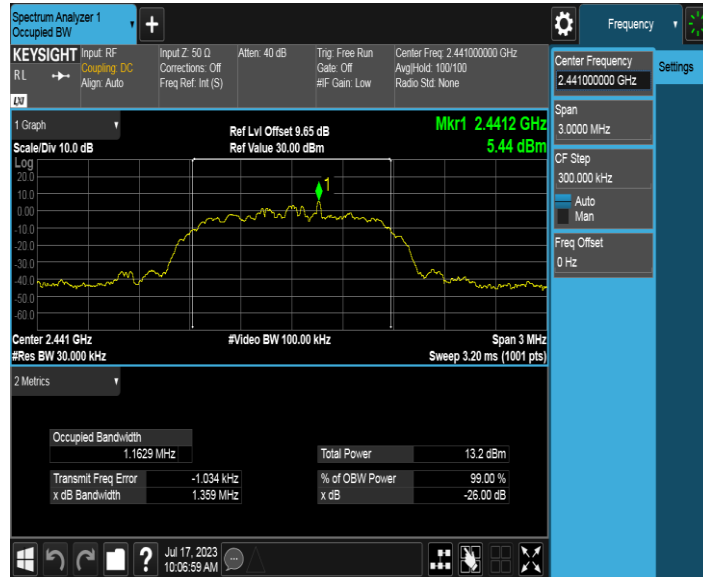 Spectrum Analyzer 1
Occupied BW
+
Frequency
KEYSIGHT
RL
LXI
Input: RF
Coupling: DC
Align: Auto
Input Z: 50 Ω
Corrections: Off
Freq Ref: Int (S)
Atten: 40 dB
Trig: Free Run
Gate: Off
#IF Gain: Low
Center Freq: 2.441000000 GHz
Avg|Hold: 100/100
Radio Std: None
Center Frequency
2.441000000 GHz
Settings
Span
3.0000 MHz
CF Step
300.000 kHz
Auto
Man
Freq Offset
0 Hz
1 Graph
Scale/Div 10.0 dB
Ref Lvl Offset 9.65 dB
Ref Value 30.00 dBm
Mkr1 2.4412 GHz
5.44 dBm
Log
20.0
10.0
0.00
-10.0
-20.0
-30.0
-40.0
-50.0
-60.0
1
Center 2.441 GHz
#Res BW 30.000 kHz
#Video BW 100.00 kHz
Span 3 MHz
Sweep 3.20 ms (1001 pts)
2 Metrics
Occupied Bandwidth
1.1629 MHz
Total Power 13.2 dBm
Transmit Freq Error -1.034 kHz
% of OBW Power 99.00 %
x dB Bandwidth 1.359 MHz
x dB -26.00 dB
?
Jul 17, 2023
10:06:59 AM